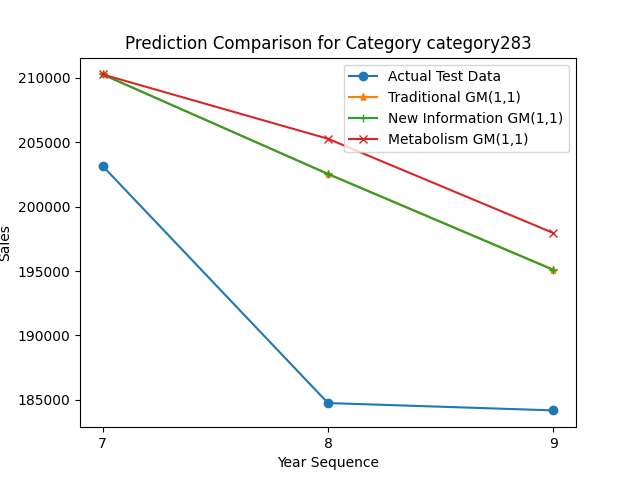 Prediction Comparison for Category category283
Actual Test Data
Traditional GM(1,1)
New Information GM(1,1)
Metabolism GM(1,1)
210000
205000
200000
195000
190000
185000
Sales
7
8
9
Year Sequence